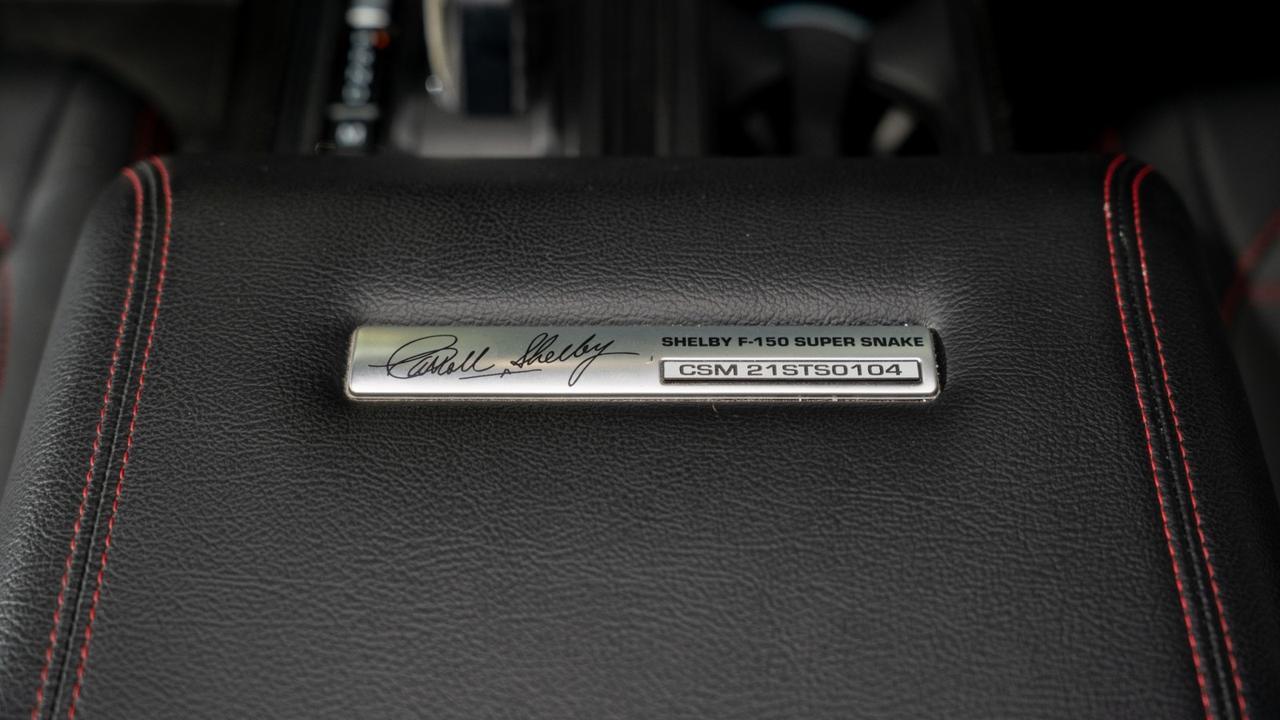 Carroll Shelby
SHELBY F-150 SUPER SNAKE
CSM 21STS0104